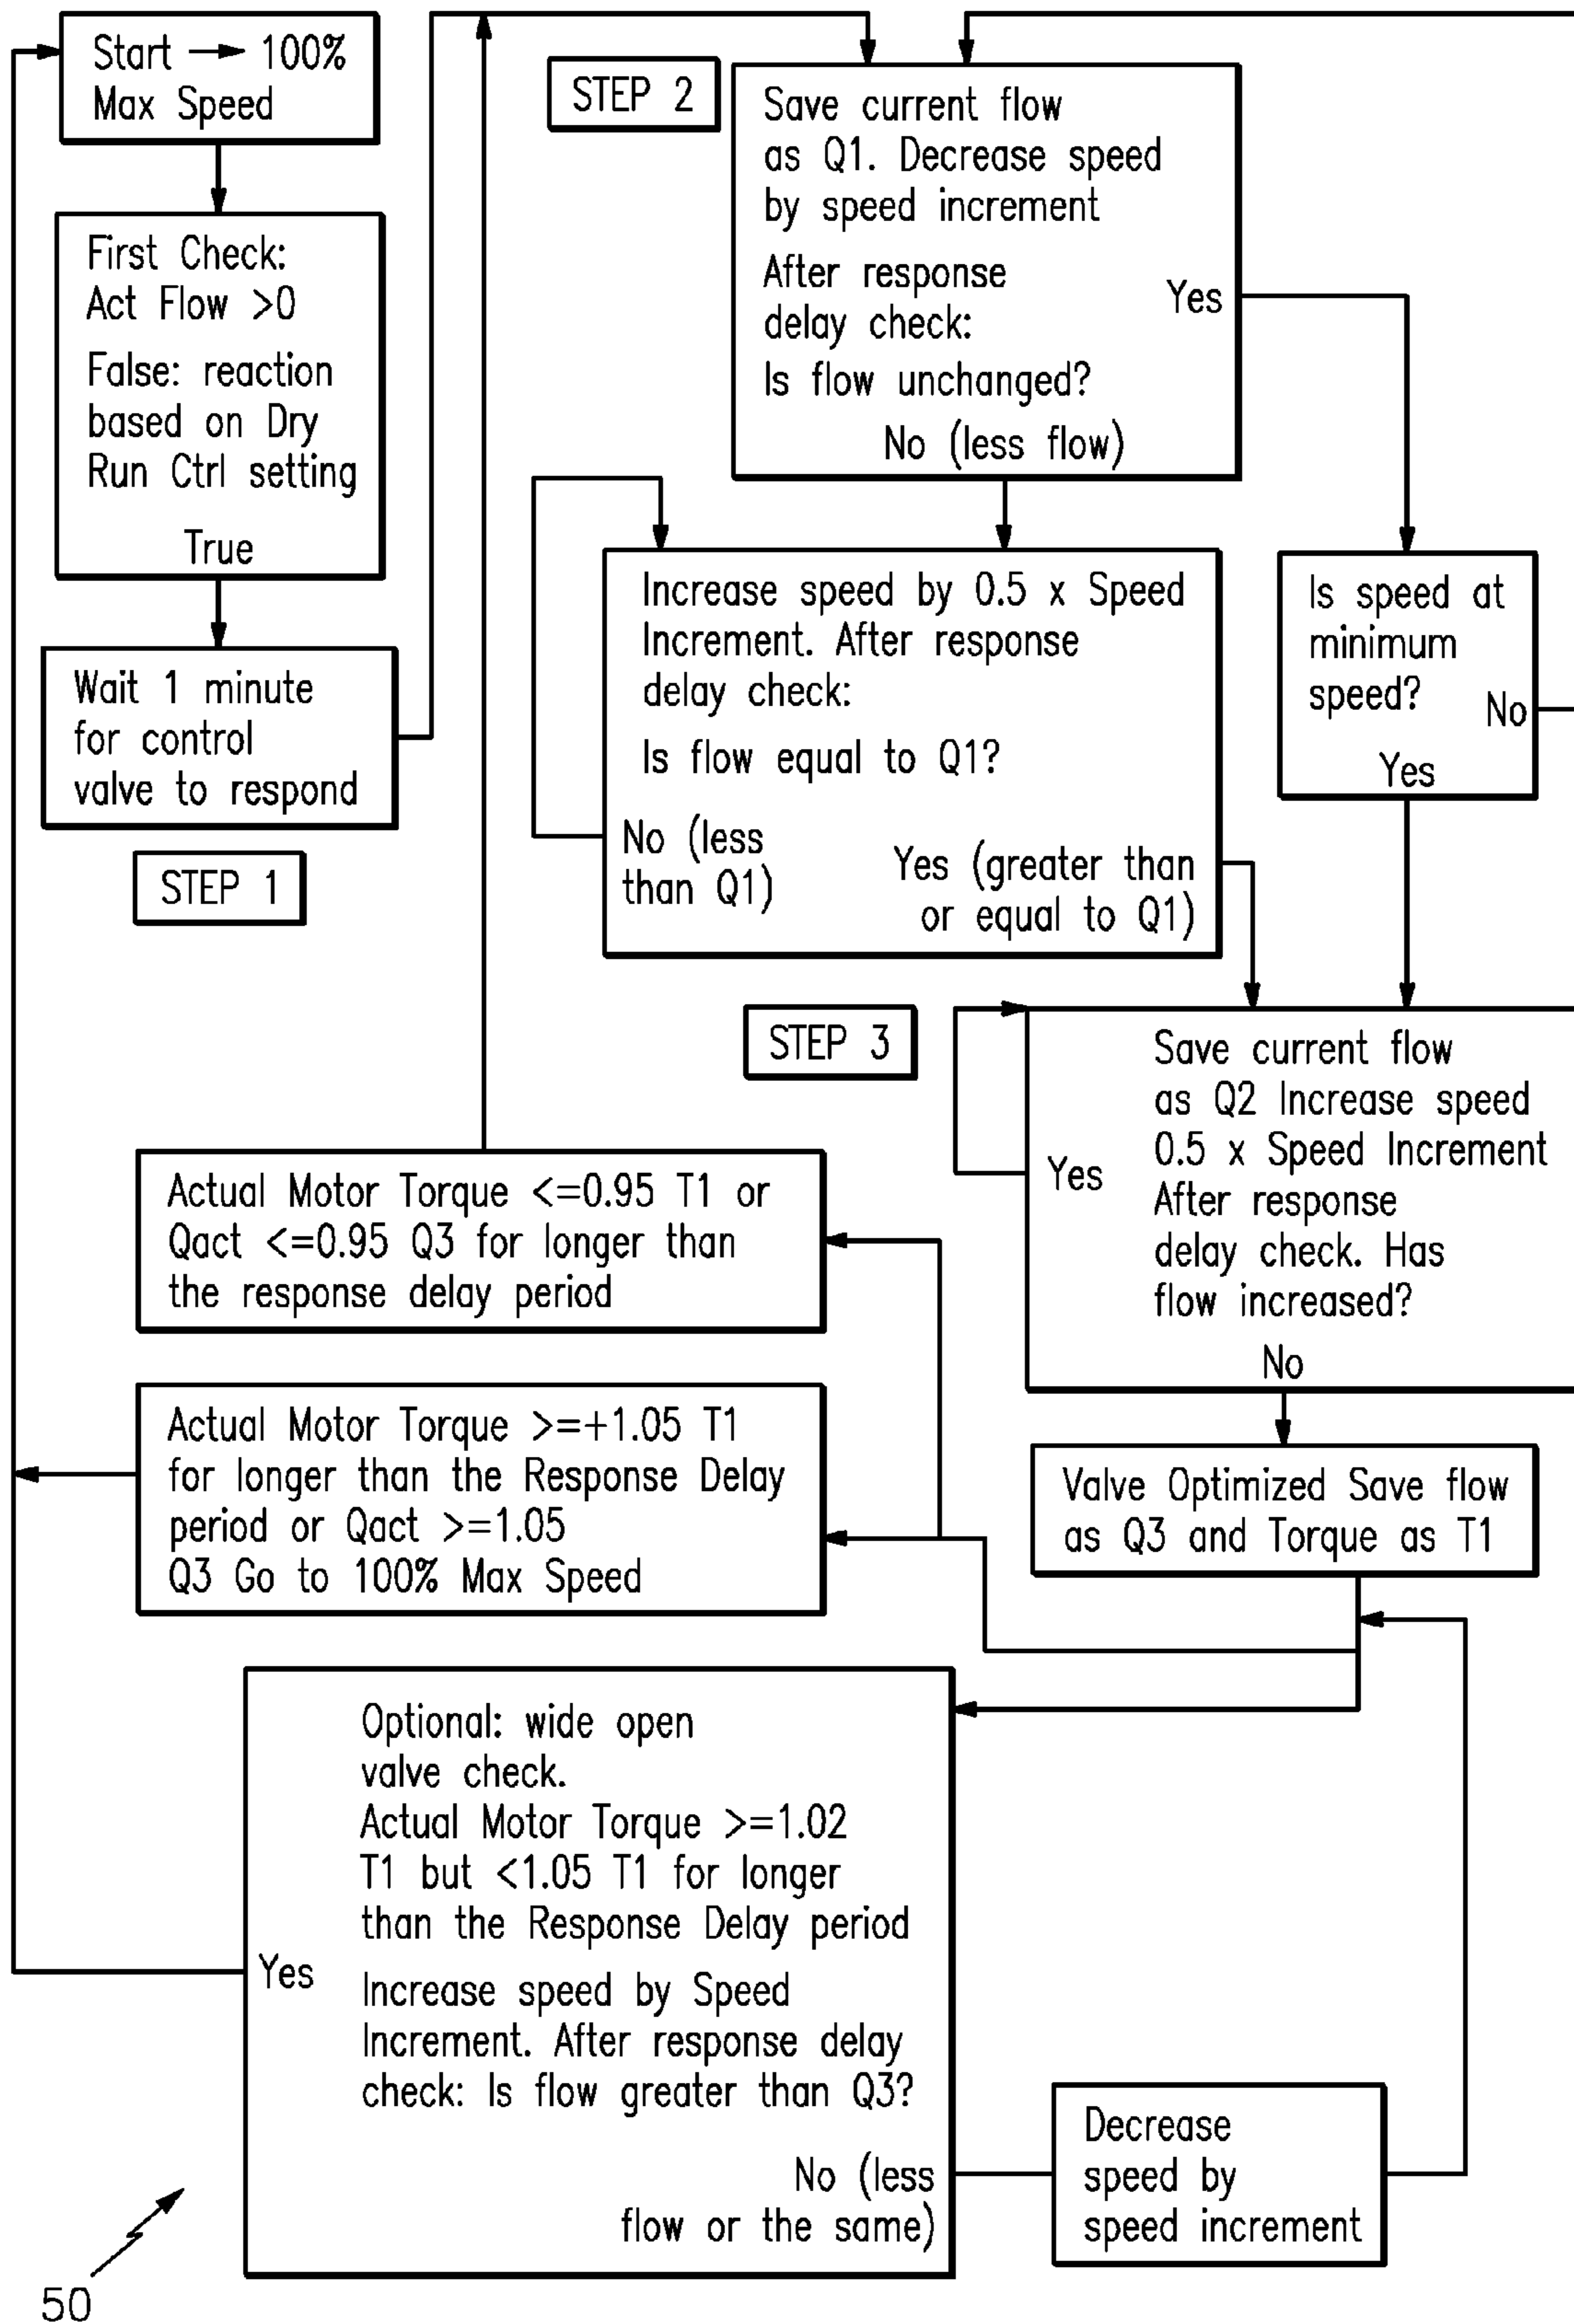 Start → 100%
Max Speed
First Check:
Act Flow >0
False: reaction
based on Dry
Run Ctrl setting
True
Wait 1 minute
for control
valve to respond
STEP 1
STEP 2
Save current flow
as Q1. Decrease speed
by speed increment
After response
delay check:
Is flow unchanged?
Yes
No (less flow)
Increase speed by 0.5 x Speed
Increment. After response
delay check:
Is flow equal to Q1?
No (less
than Q1)
Yes (greater than
or equal to Q1)
Is speed at
minimum
speed?
No
Yes
STEP 3
Save current flow
as Q2 Increase speed
0.5 x Speed Increment
After response
delay check. Has
flow increased?
Yes
No
Valve Optimized Save flow
as Q3 and Torque as T1
Actual Motor Torque <=0.95 T1 or
Qact <=0.95 Q3 for longer than
the response delay period
Actual Motor Torque >=+1.05 T1
for longer than the Response Delay
period or Qact >=1.05
Q3 Go to 100% Max Speed
Optional: wide open
valve check.
Actual Motor Torque >=1.02
T1 but <1.05 T1 for longer
than the Response Delay period
Yes
Increase speed by Speed
Increment. After response delay
check: Is flow greater than Q3?
No (less
flow or the same)
Decrease
speed by
speed increment
50